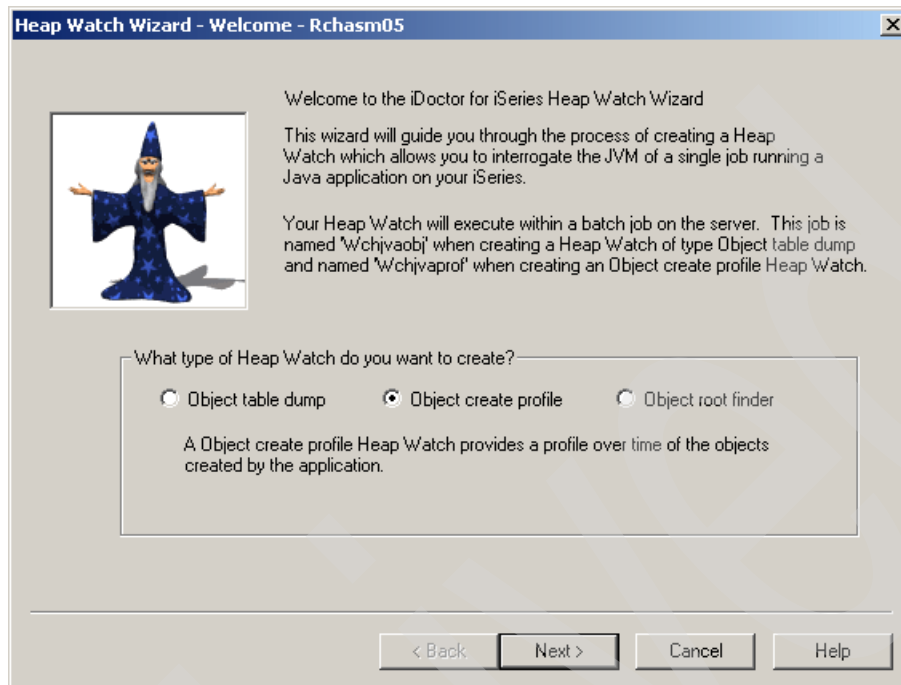 Heap Watch Wizard - Welcome - Rchasm05
Welcome to the iDoctor for iSeries Heap Watch Wizard
This wizard will guide you through the process of creating a Heap
Watch which allows you to interrogate the JVM of a single job running a
Java application on your iSeries.
Your Heap Watch will execute within a batch job on the server. This job is
named 'Wchjvaobj' when creating a Heap Watch of type Object table dump
and named 'Wchjvaprof' when creating an Object create profile Heap Watch.
What type of Heap Watch do you want to create?
Object table dump Object create profile Object root finder
A Object create profile Heap Watch provides a profile over time of the objects
created by the application.
< Back Next > Cancel Help